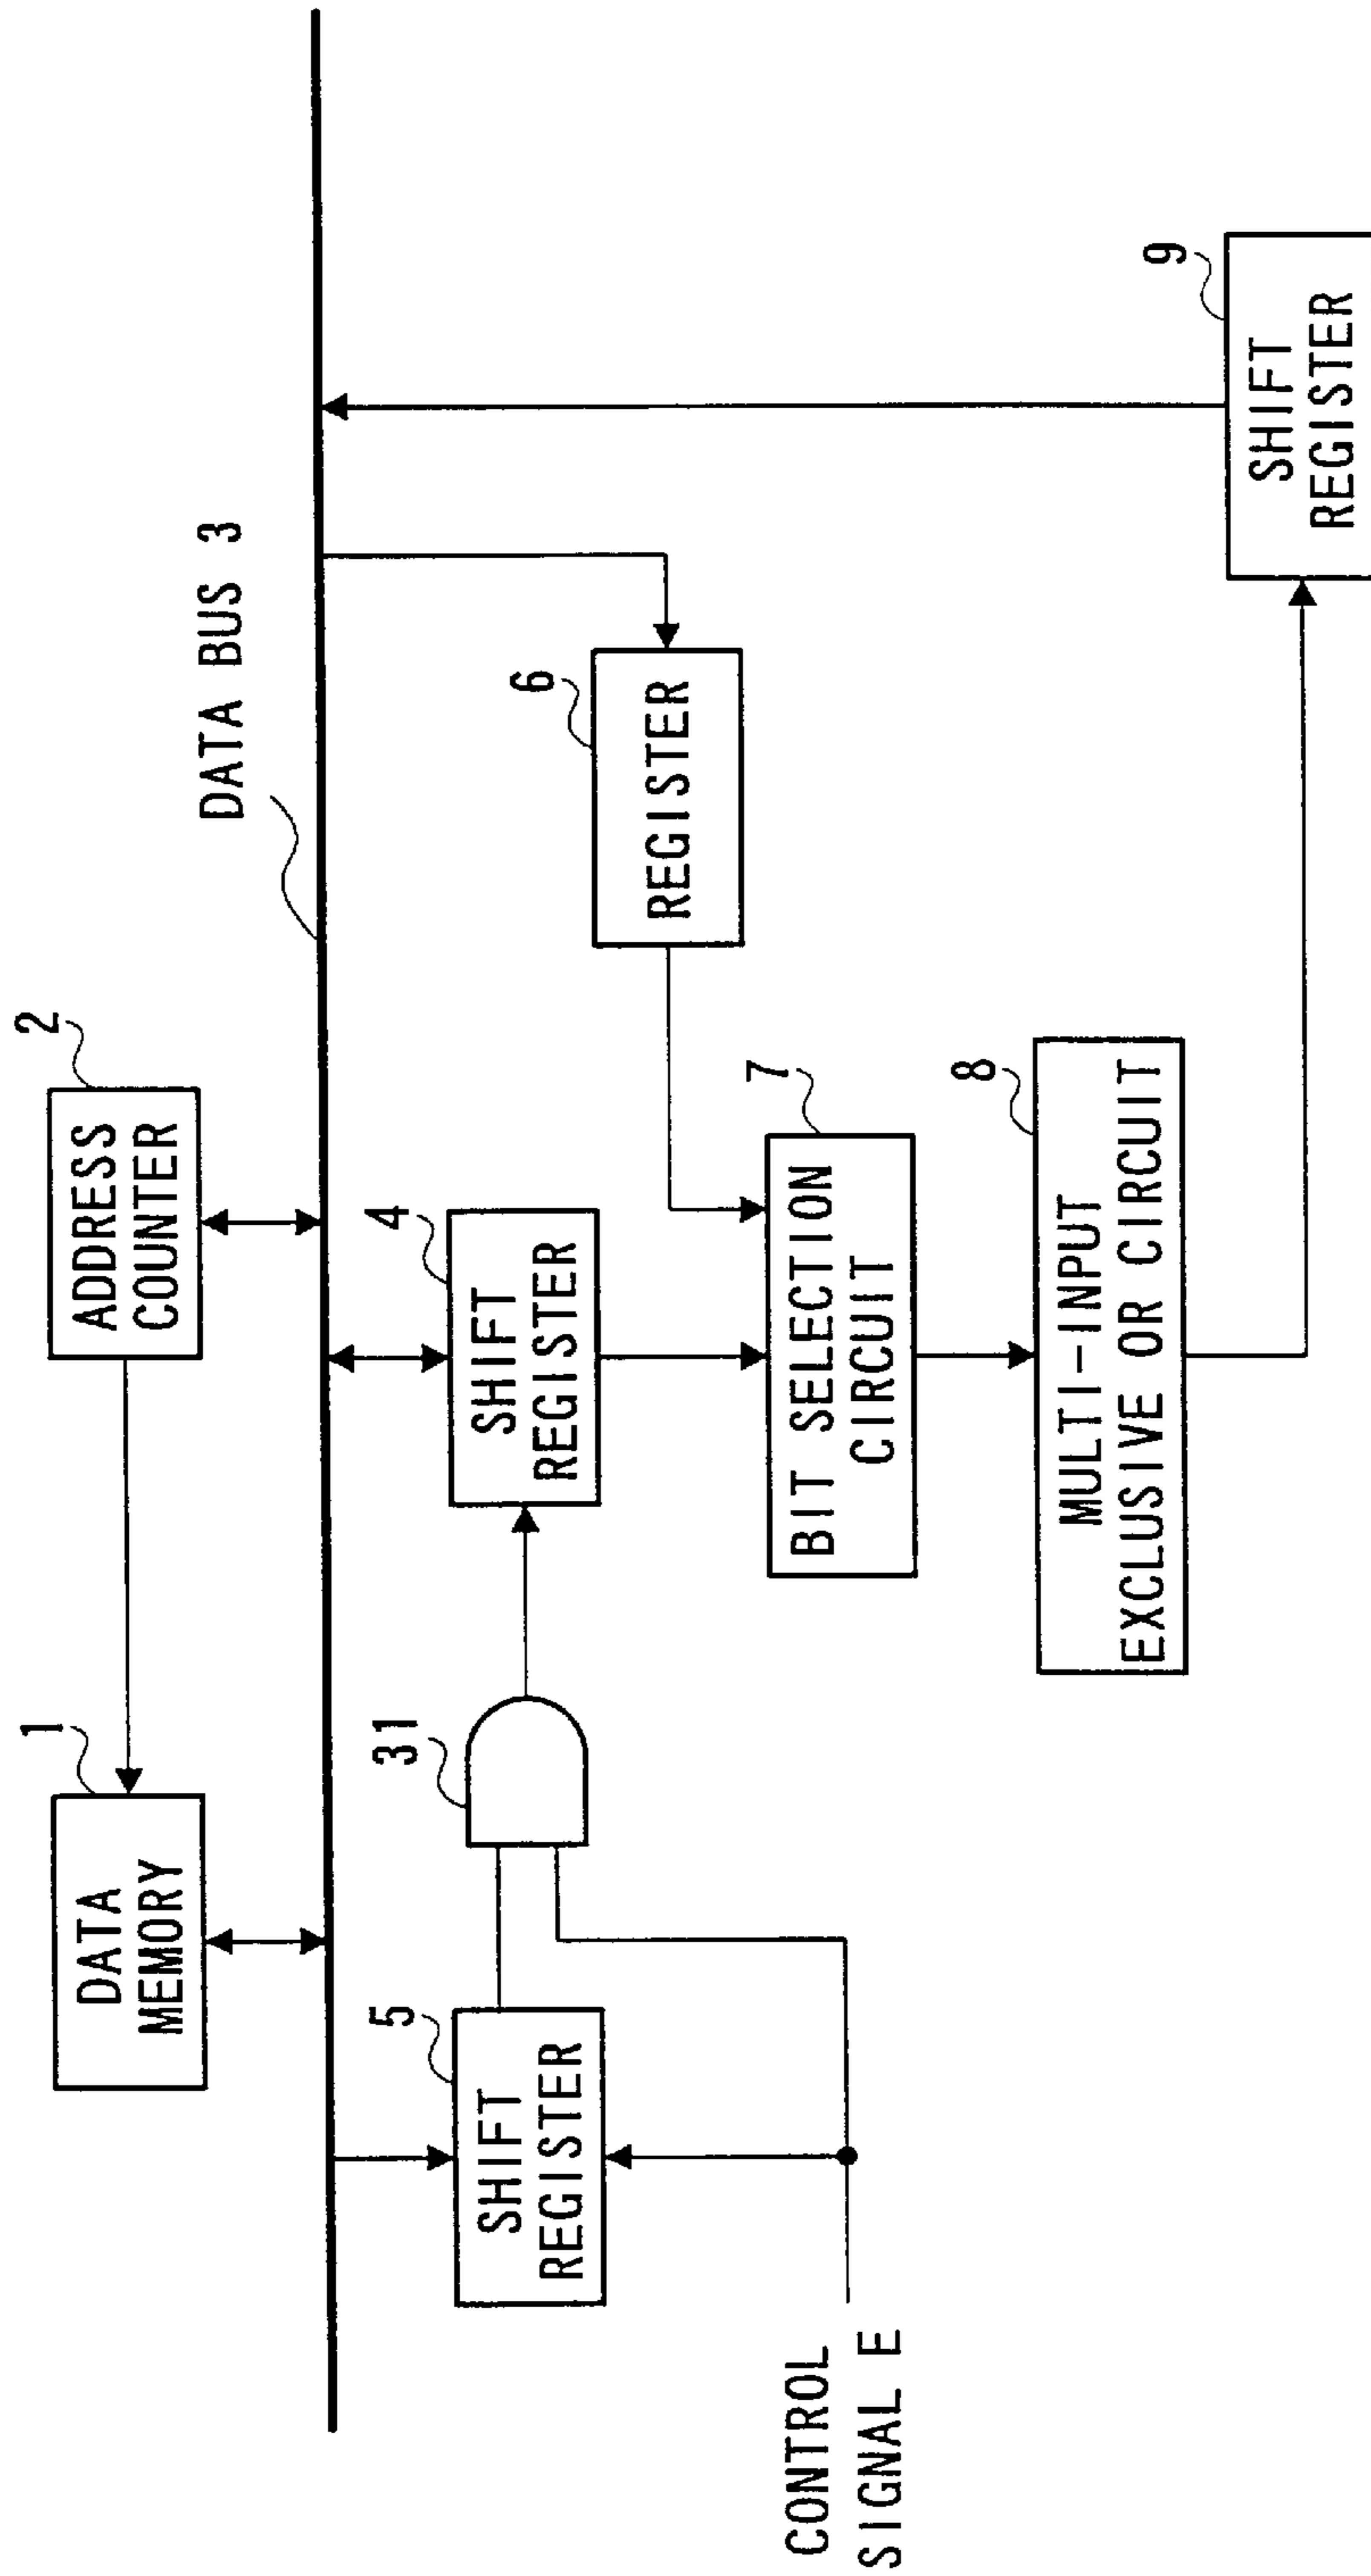 1
DATA
MEMORY
2
ADDRESS
COUNTER
DATA BUS 3
5
SHIFT
REGISTER
31
4
SHIFT
REGISTER
6
REGISTER
CONTROL
SIGNAL E
7
BIT SELECTION
CIRCUIT
8
MULTI-INPUT
EXCLUSIVE OR CIRCUIT
9
SHIFT
REGISTER